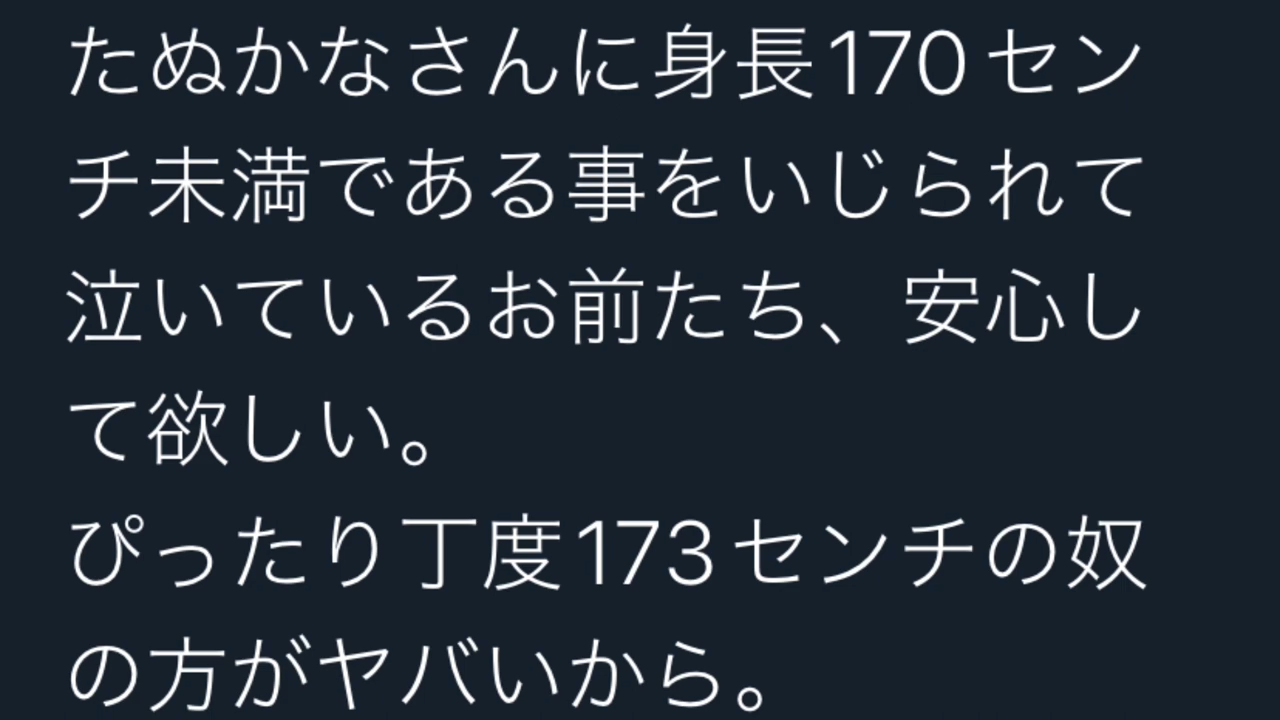 たぬかなさんに身長170セン
チ未満である事をいじられて
泣いているお前たち、安心し
て欲しい。
ぴったり丁度173センチの奴
の方がヤバいから。